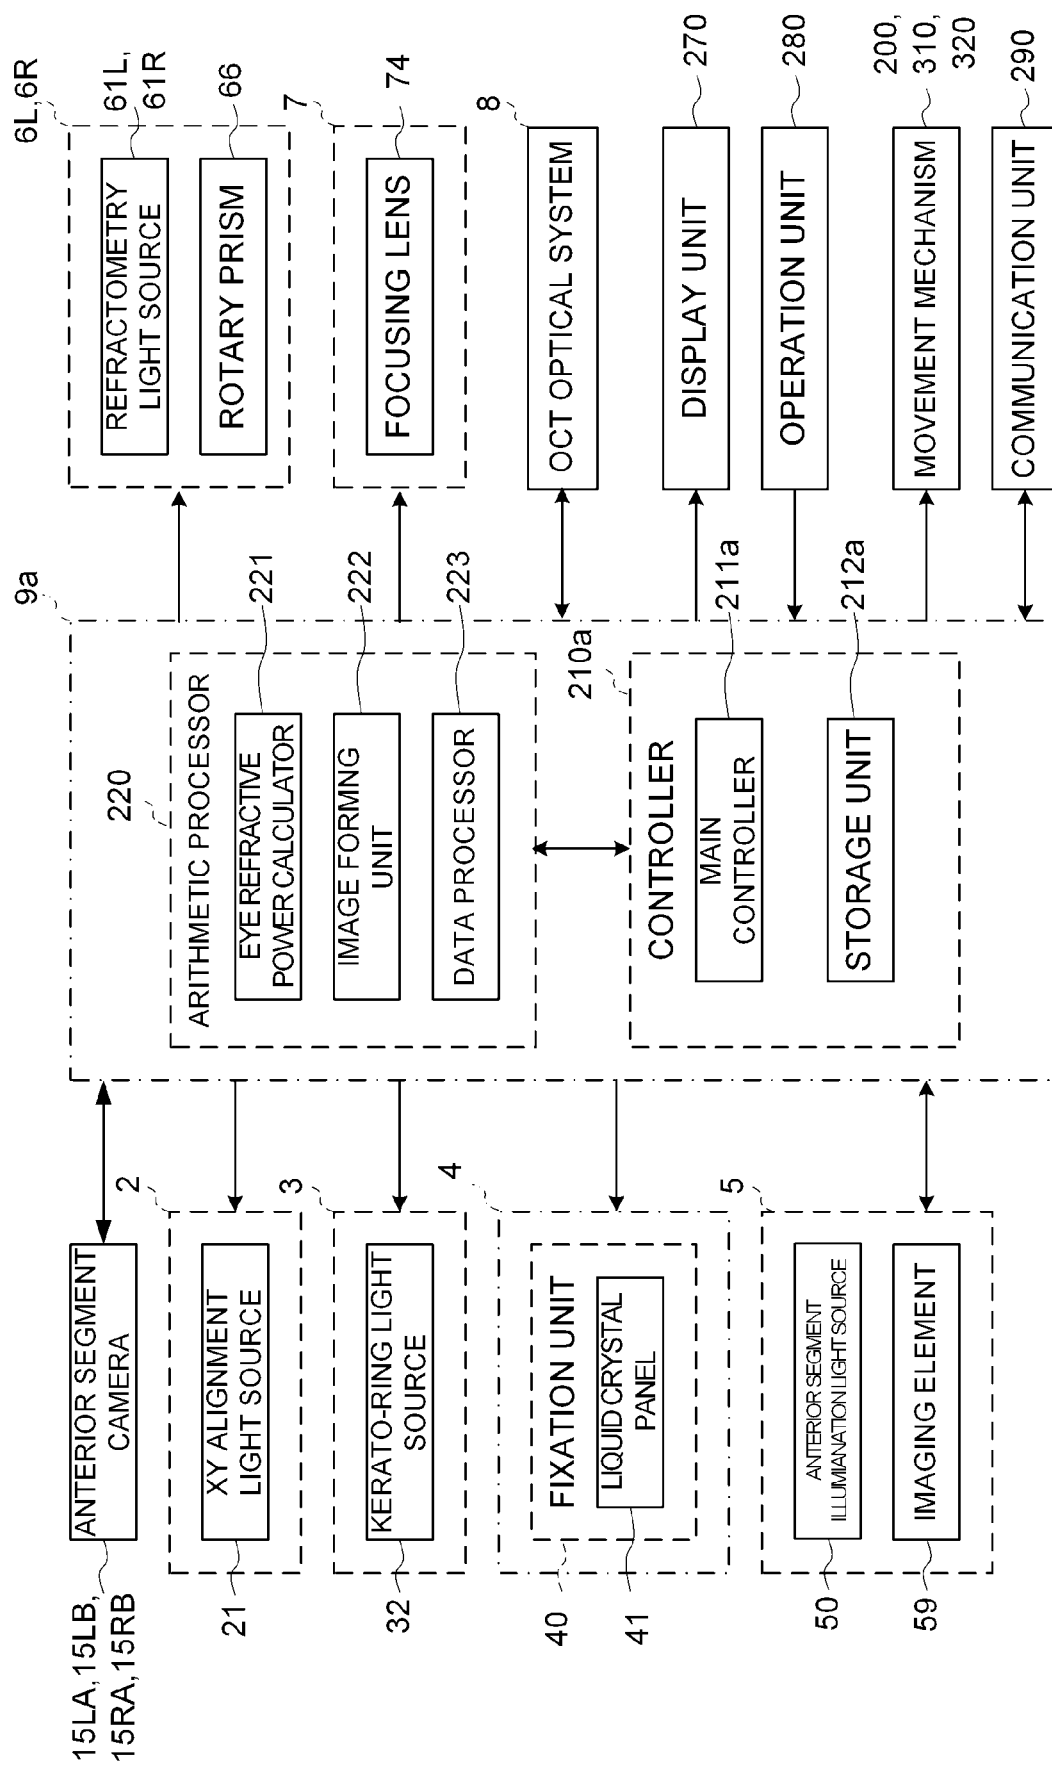 15LA,15LB,
15RA,15RB
ANTERIOR SEGMENT
CAMERA
2
XY ALIGNMENT
LIGHT SOURCE
21
3
KERATO-RING LIGHT
SOURCE
32
4
FIXATION UNIT
LIQUID CRYSTAL
PANEL
40
41
5
ANTERIOR SEGMENT
ILLUMIANATION LIGHT SOURCE
50
IMAGING ELEMENT
59
9a
220
ARITHMETIC PROCESSOR
EYE REFRACTIVE
POWER CALCULATOR
221
IMAGE FORMNG
UNIT
222
DATA PROCESSOR
223
210a
CONTROLLER
MAIN
CONTROLLER
211a
STORAGE UNIT
212a
6L,6R
REFRACTOMETRY
LIGHT SOURCE
61L,
61R
ROTARY PRISM
66
7
FOCUSING LENS
74
8
OCT OPTICAL SYSTEM
DISPLAY UNIT
270
OPERATION UNIT
280
MOVEMENT MECHANISM
200,
310,
320
COMMUNICATION UNIT
290